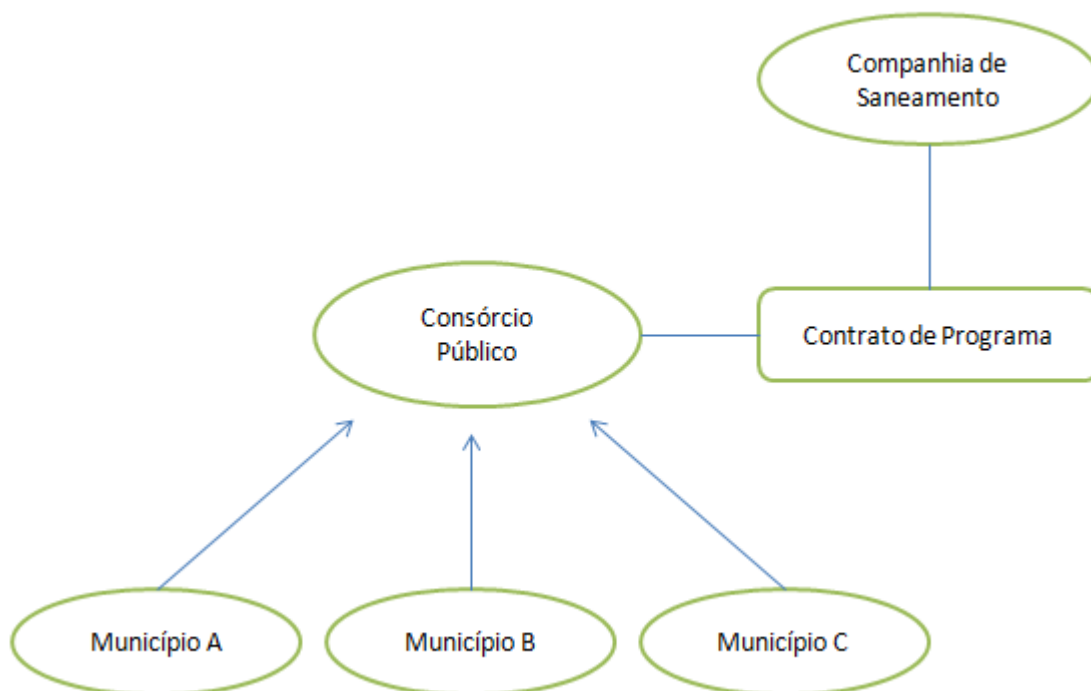 Companhia de
Saneamento
Consórcio
Público
Contrato de Programa
Município A
Município B
Município C